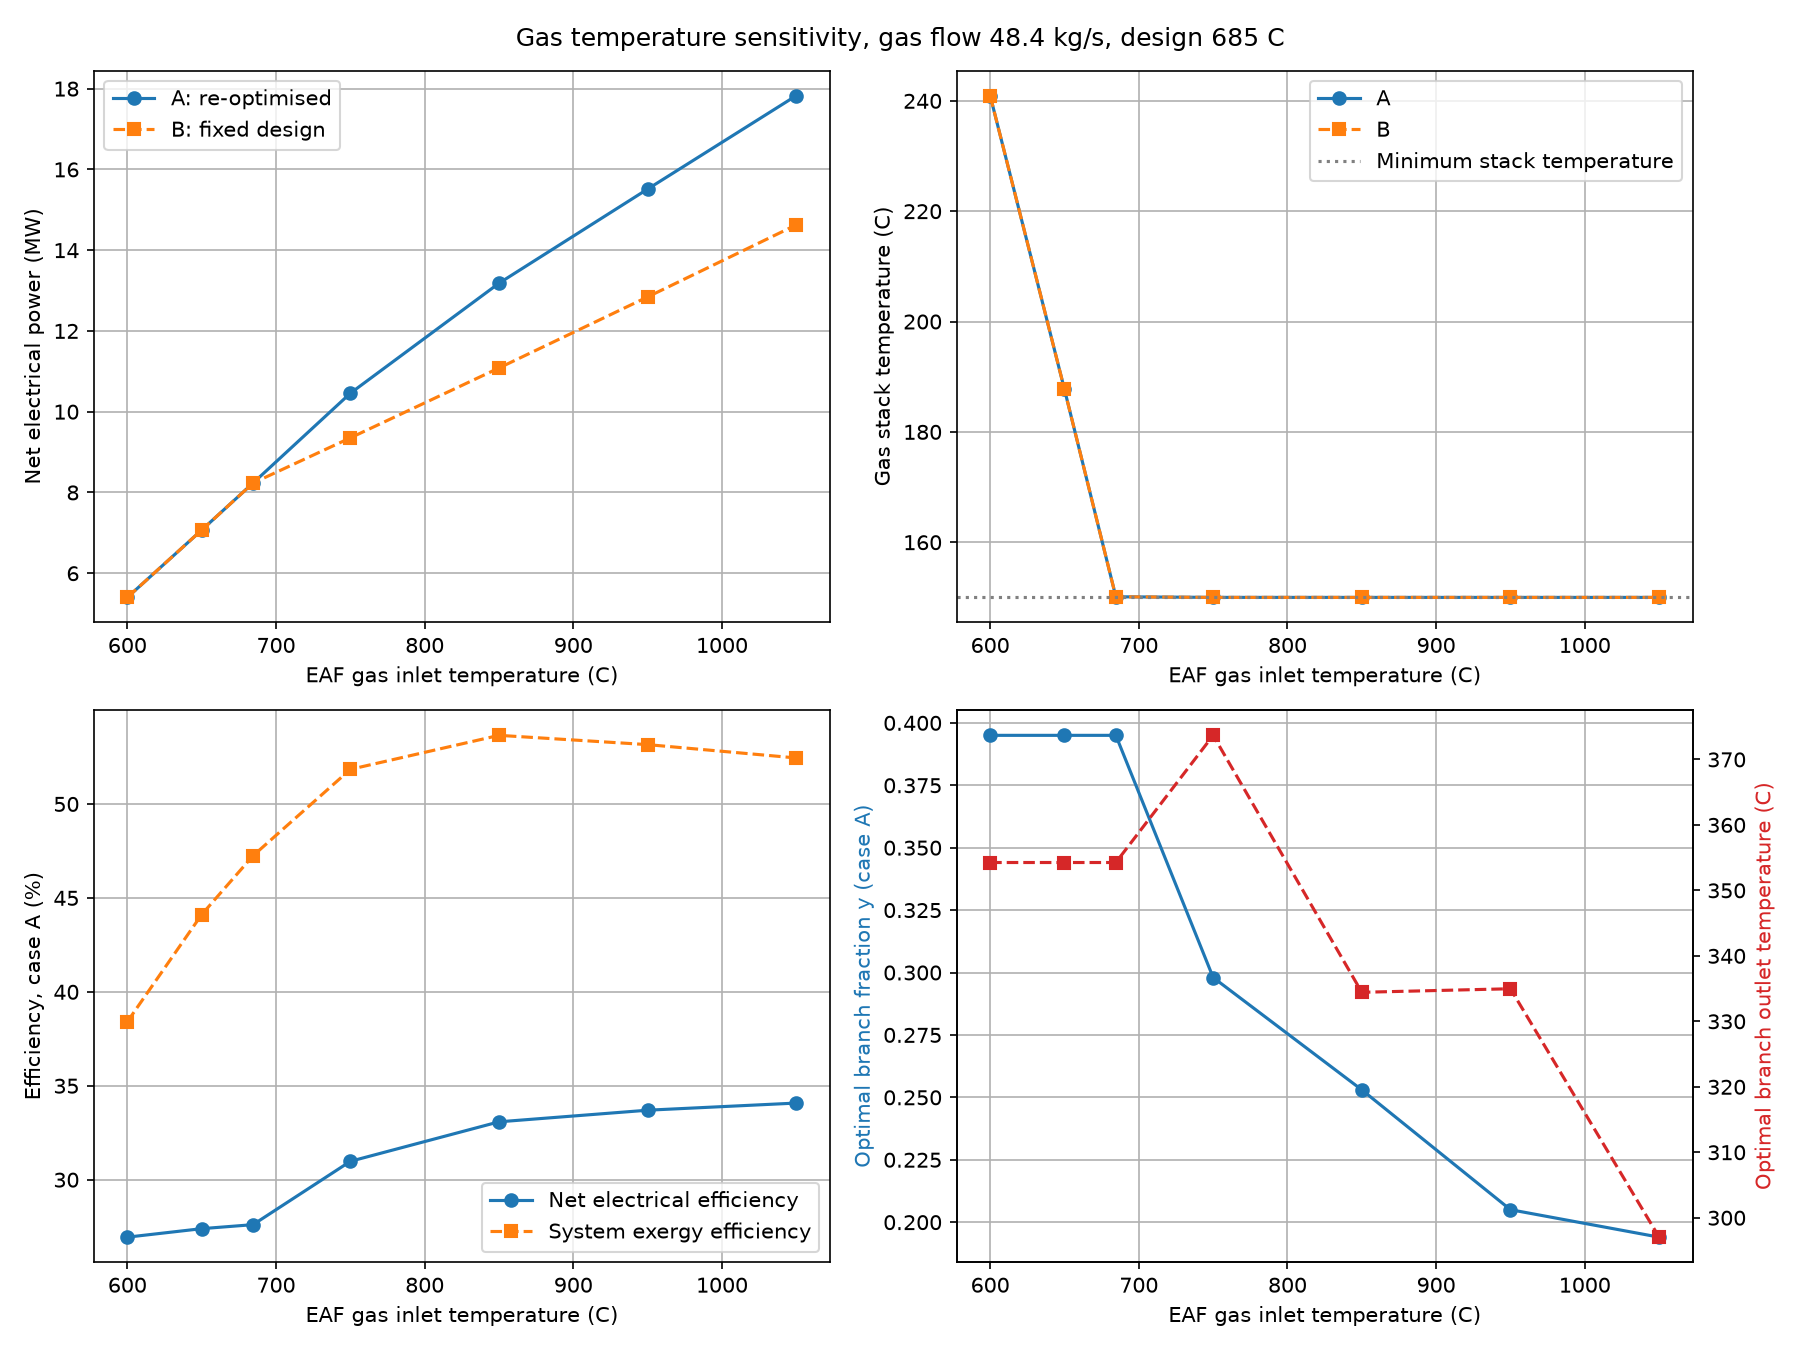 Gas temperature sensitivity, gas flow 48.4 kg/s, design 685 C
Net electrical power (MW)
18
16
14
12
10
8
6
A: re-optimised
B: fixed design
600 700 800 900 1000
EAF gas inlet temperature (C)
Gas stack temperature (C)
240
220
200
180
160
A
B
Minimum stack temperature
600 700 800 900 1000
EAF gas inlet temperature (C)
Efficiency, case A (%)
50
45
40
35
30
Net electrical efficiency
System exergy efficiency
600 700 800 900 1000
EAF gas inlet temperature (C)
Optimal branch fraction y (case A)
0.400
0.375
0.350
0.325
0.300
0.275
0.250
0.225
0.200
370
360
350
340
330
320
310
300
Optimal branch outlet temperature (C)
600 700 800 900 1000
EAF gas inlet temperature (C)